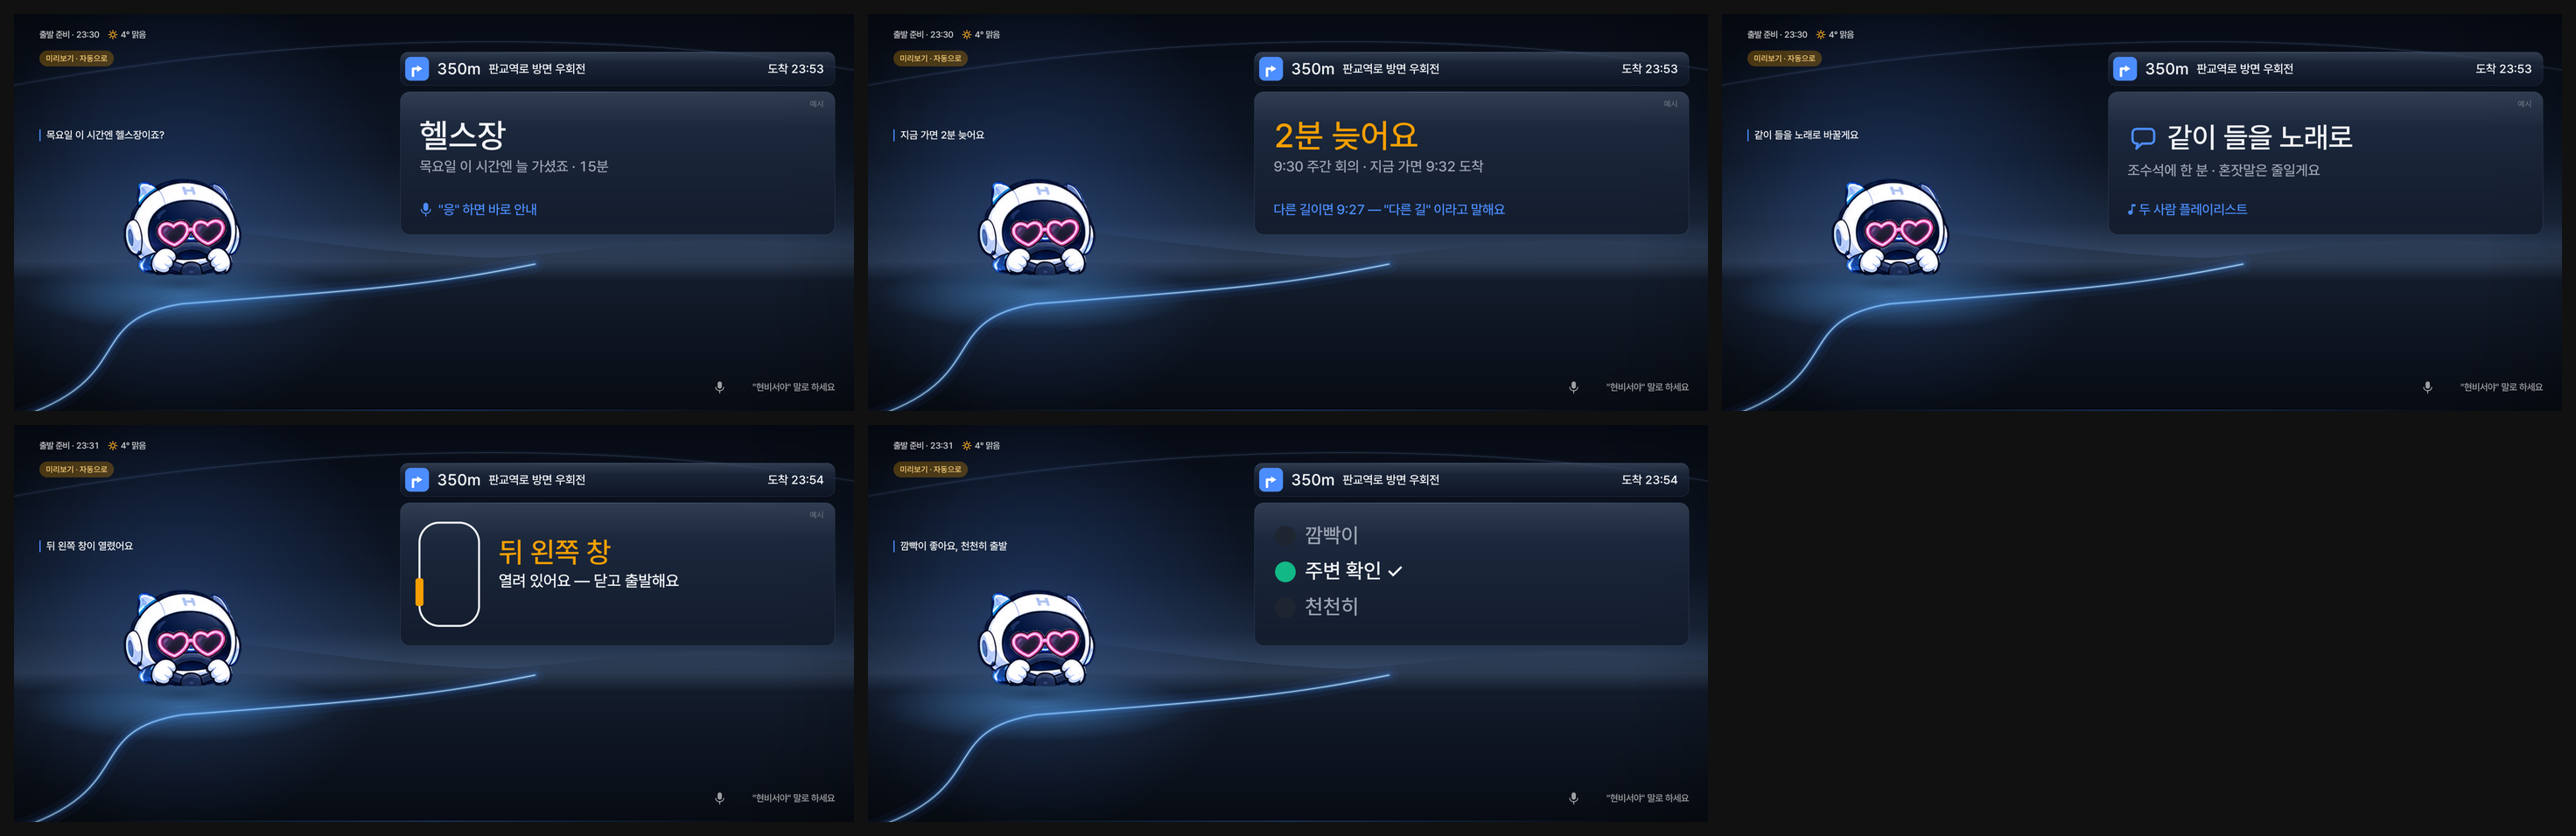 출발 준비 · 23:30 4° 맑음
미리보기 · 자동으로
350m 판교역로 방면 우회전 도착 23:53
예시
목요일 이 시간엔 헬스장이죠?
헬스장
목요일 이 시간엔 늘 가셨죠 · 15분
"응" 하면 바로 안내
H
"현비서야" 말로 하세요
출발 준비 · 23:30 4° 맑음
미리보기 · 자동으로
350m 판교역로 방면 우회전 도착 23:53
예시
지금 가면 2분 늦어요
2분 늦어요
9:30 주간 회의 · 지금 가면 9:32 도착
다른 길이면 9:27 — "다른 길" 이라고 말해요
H
"현비서야" 말로 하세요
출발 준비 · 23:30 4° 맑음
미리보기 · 자동으로
350m 판교역로 방면 우회전 도착 23:53
예시
같이 들을 노래로 바꿀게요
같이 들을 노래로
조수석에 한 분 · 혼잣말은 줄일게요
두 사람 플레이리스트
H
"현비서야" 말로 하세요
출발 준비 · 23:31 4° 맑음
미리보기 · 자동으로
350m 판교역로 방면 우회전 도착 23:54
예시
뒤 왼쪽 창이 열렸어요
뒤 왼쪽 창
열려 있어요 — 닫고 출발해요
H
"현비서야" 말로 하세요
출발 준비 · 23:31 4° 맑음
미리보기 · 자동으로
350m 판교역로 방면 우회전 도착 23:54
깜빡이 좋아요, 천천히 출발
깜빡이
주변 확인 ✓
천천히
H
"현비서야" 말로 하세요